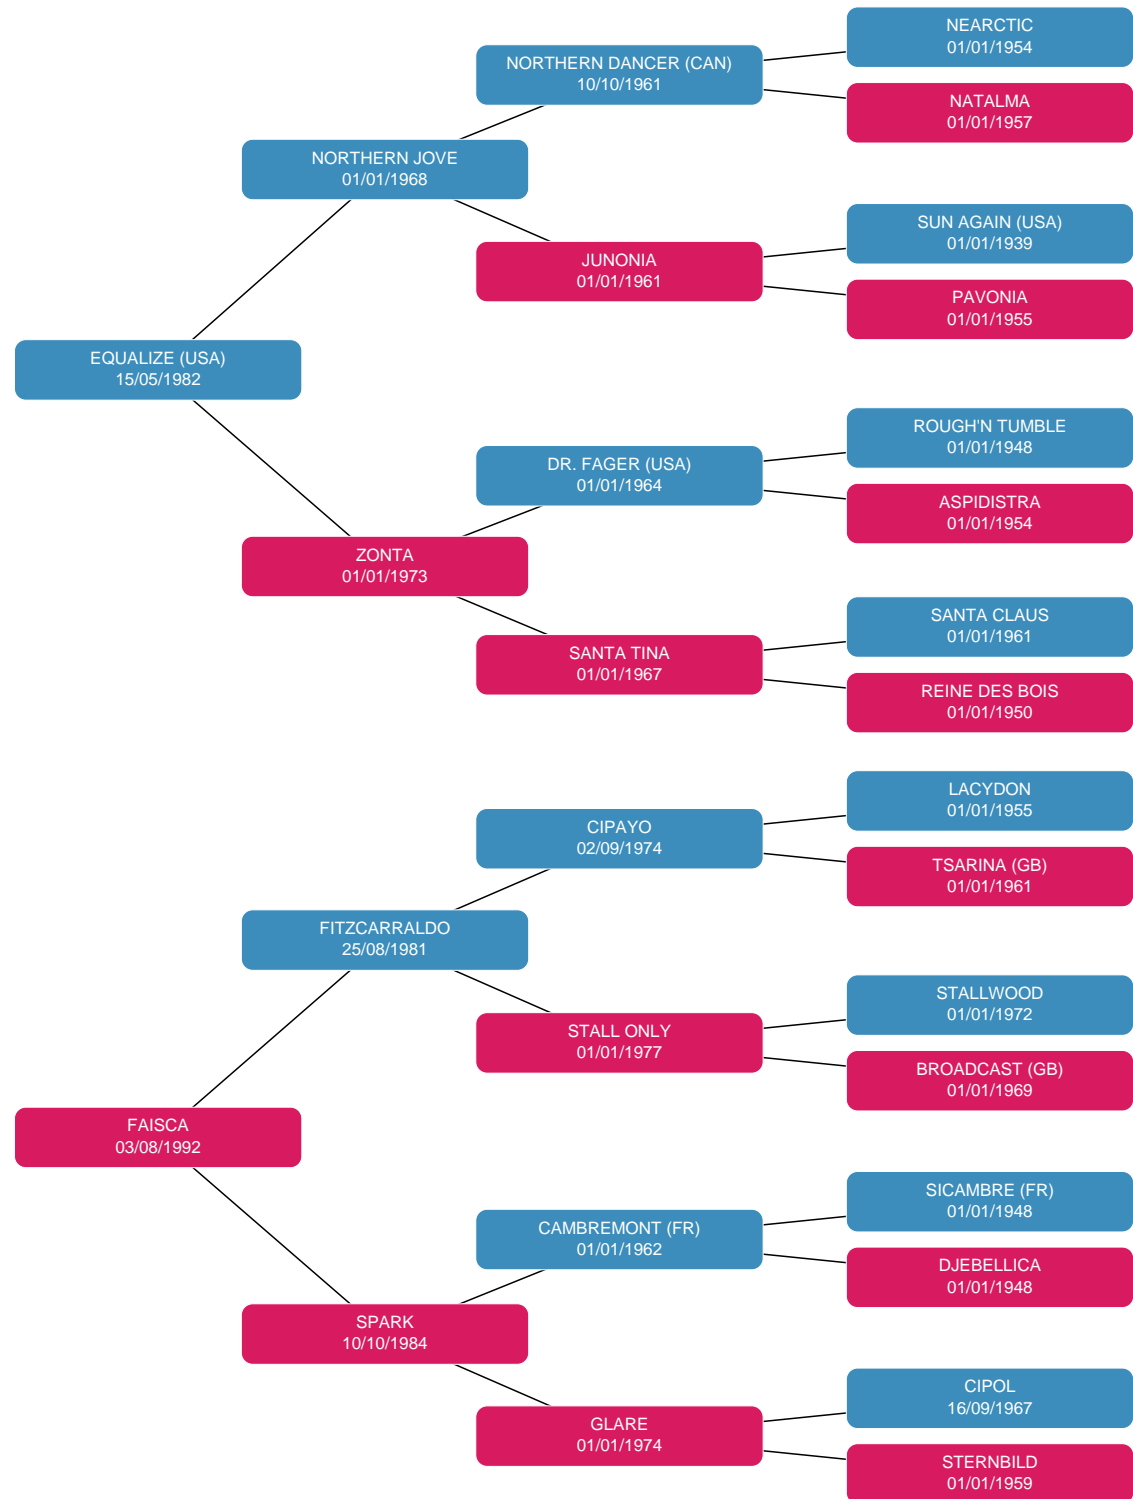 NEARCTIC
01/01/1954
NORTHERN DANCER (CAN)
10/10/1961
NATALMA
01/01/1957
NORTHERN JOVE
01/01/1968
SUN AGAIN (USA)
01/01/1939
JUNONIA
01/01/1961
PAVONIA
01/01/1955
EQUALIZE (USA)
15/05/1982
ROUGH'N TUMBLE
01/01/1948
DR. FAGER (USA)
01/01/1964
ASPIDISTRA
01/01/1954
ZONTA
01/01/1973
SANTA CLAUS
01/01/1961
SANTA TINA
01/01/1967
REINE DES BOIS
01/01/1950
LACYDON
01/01/1955
CIPAYO
02/09/1974
TSARINA (GB)
01/01/1961
FITZCARRALDO
25/08/1981
STALLWOOD
01/01/1972
STALL ONLY
01/01/1977
BROADCAST (GB)
01/01/1969
FAISCA
03/08/1992
SICAMBRE (FR)
01/01/1948
CAMBREMONT (FR)
01/01/1962
DJEBELLICA
01/01/1948
SPARK
10/10/1984
CIPOL
16/09/1967
GLARE
01/01/1974
STERNBILD
01/01/1959